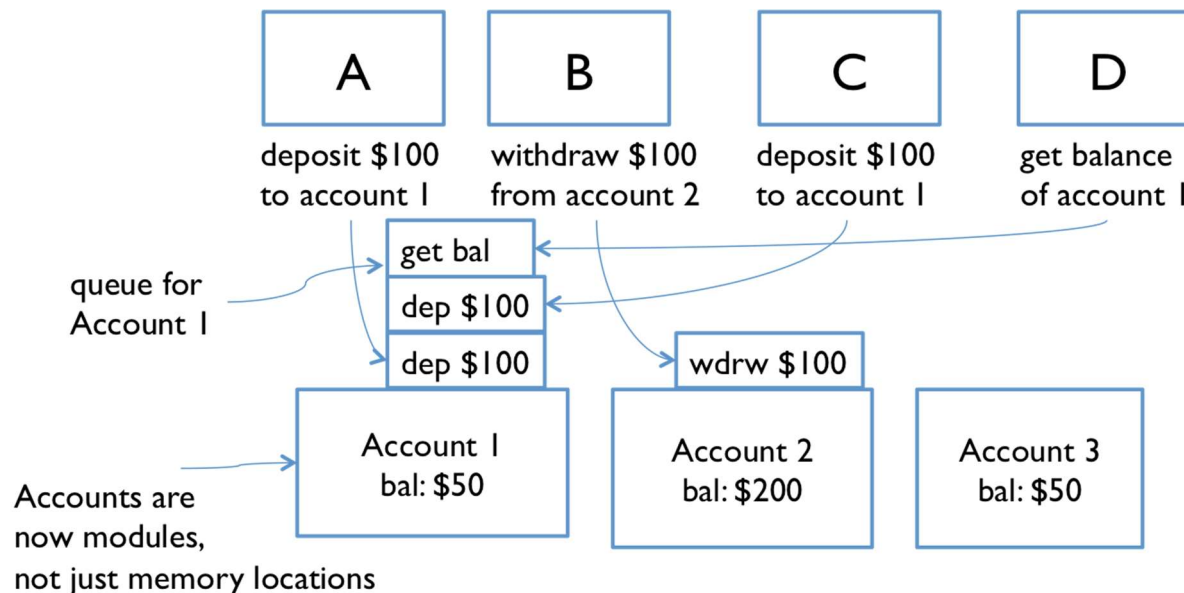 A
B
C
D
deposit $100
to account 1
withdraw $100
from account 2
deposit $100
to account 1
get balance
of account 1
get bal
dep $100
dep $100
queue for
Account 1
wdrw $100
Account 1
bal: $50
Account 2
bal: $200
Account 3
bal: $50
Accounts are
now modules,
not just memory locations